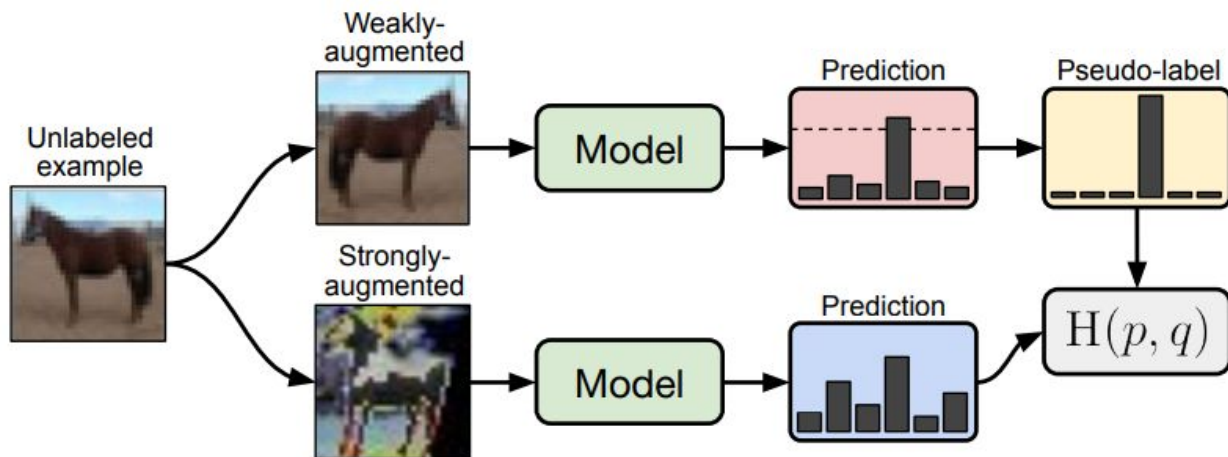 Unlabeled
example
Weakly-
augmented
Model
Prediction
Pseudo-label
Strongly-
augmented
Model
Prediction
H(p, q)